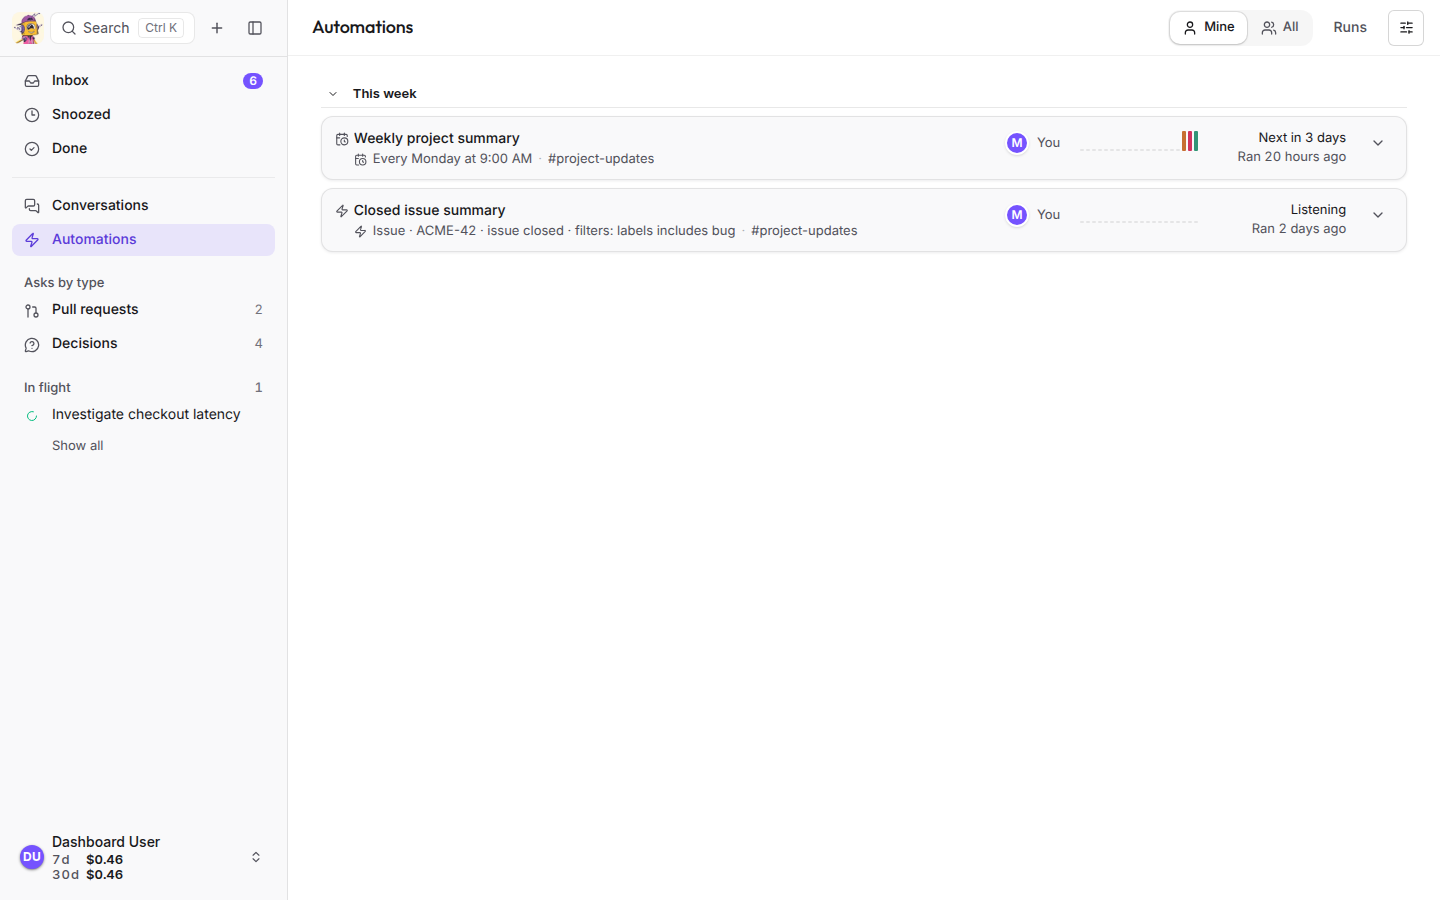 Search Ctrl K
Inbox 6
Snoozed
Done
Conversations
Automations
Asks by type
Pull requests 2
Decisions 4
In flight 1
Investigate checkout latency
Show all
DU Dashboard User
7d $0.46
30d $0.46
Automations
Mine
All
Runs
This week
Weekly project summary
Every Monday at 9:00 AM · #project-updates
M You
Next in 3 days
Ran 20 hours ago
Closed issue summary
Issue · ACME-42 · issue closed · filters: labels includes bug · #project-updates
M You
Listening
Ran 2 days ago